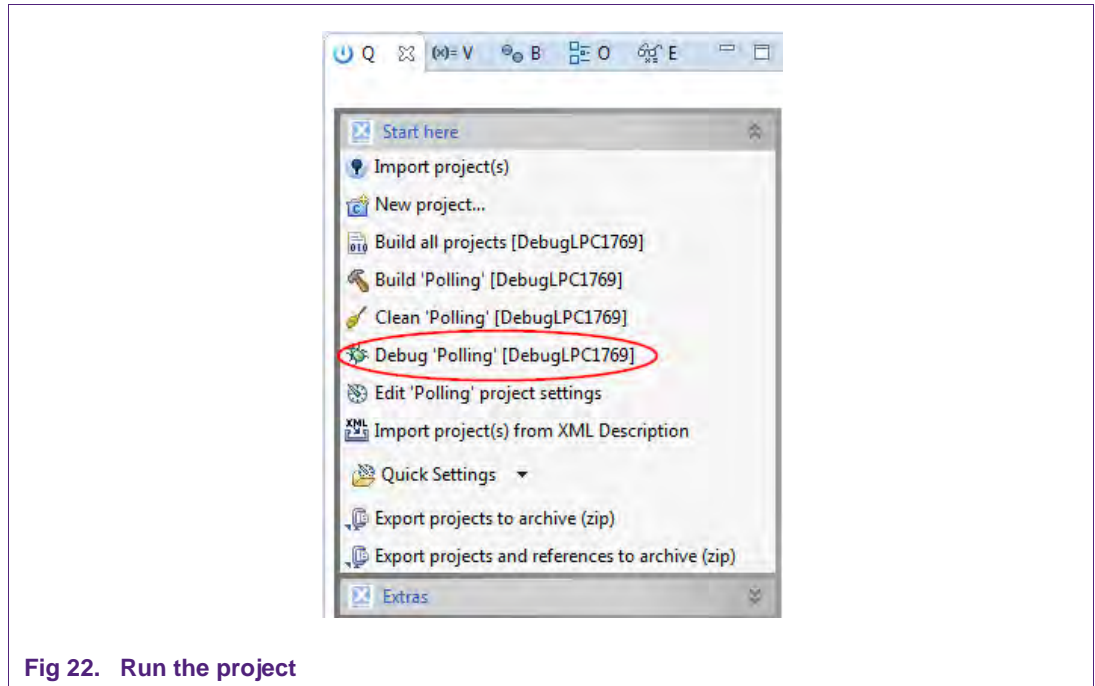 Q (x)= V B O E
Start here
Import project(s)
New project...
Build all projects [DebugLPC1769]
Build 'Polling' [DebugLPC1769]
Clean 'Polling' [DebugLPC1769]
Debug 'Polling' [DebugLPC1769]
Edit 'Polling' project settings
Import project(s) from XML Description
Quick Settings
Export projects to archive (zip)
Export projects and references to archive (zip)
Extras
Fig 22. Run the project